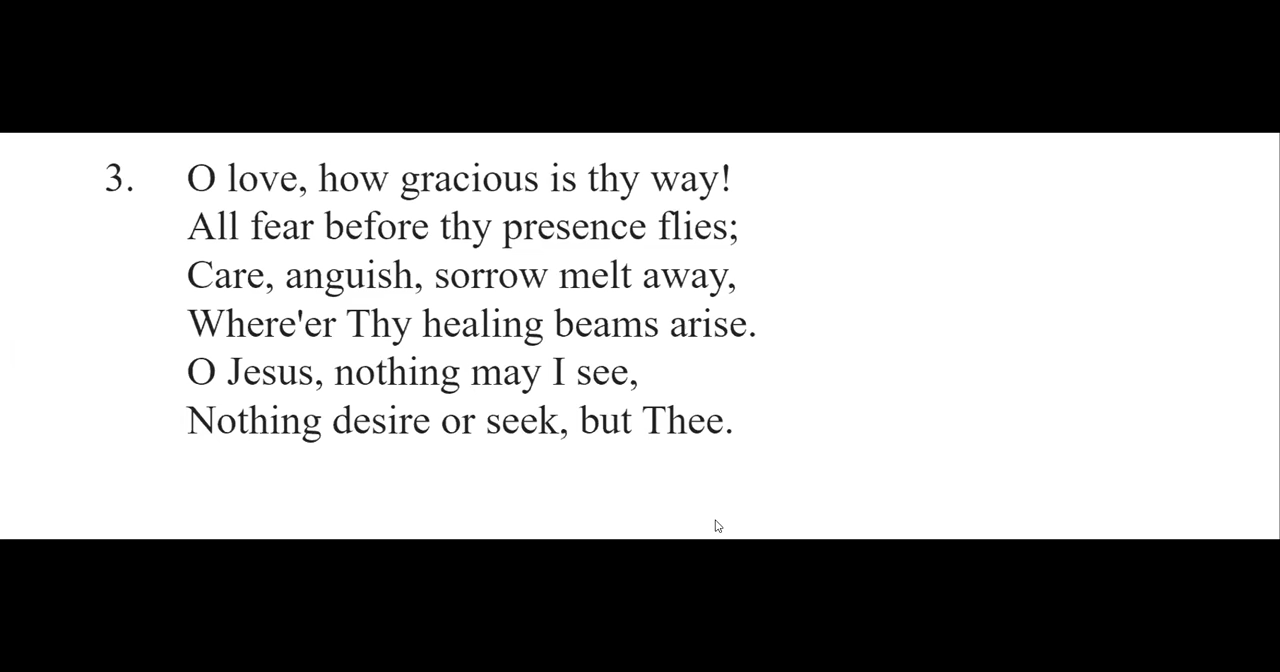 3. O love, how gracious is thy way!
All fear before thy presence flies;
Care, anguish, sorrow melt away,
Where'er Thy healing beams arise.
O Jesus, nothing may I see,
Nothing desire or seek, but Thee.